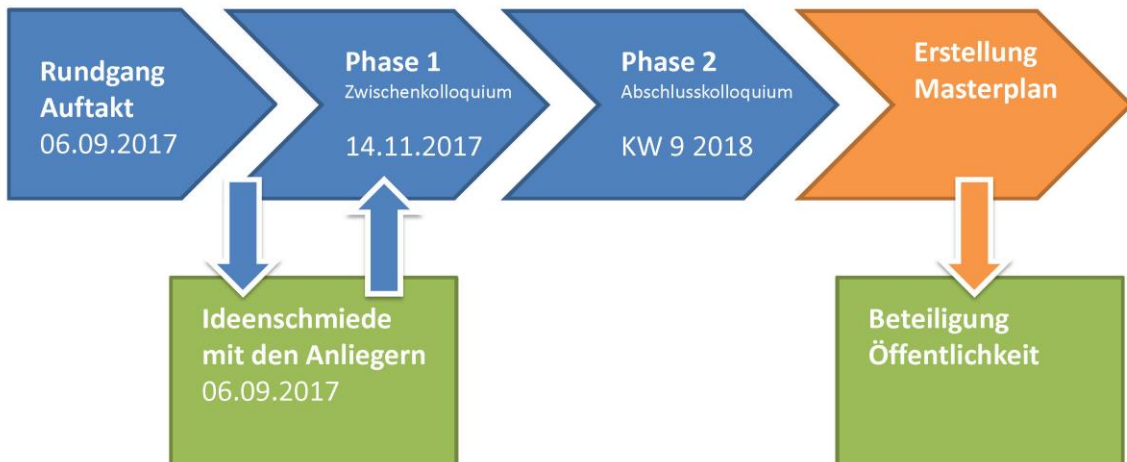 Rundgang
Auftakt
06.09.2017
Phase 1
Zwischenkolloquium
14.11.2017
Phase 2
Abschlusskolloquium
KW 9 2018
Erstellung
Masterplan
Ideenschmiede
mit den Anliegern
06.09.2017
Beteiligung
Öffentlichkeit